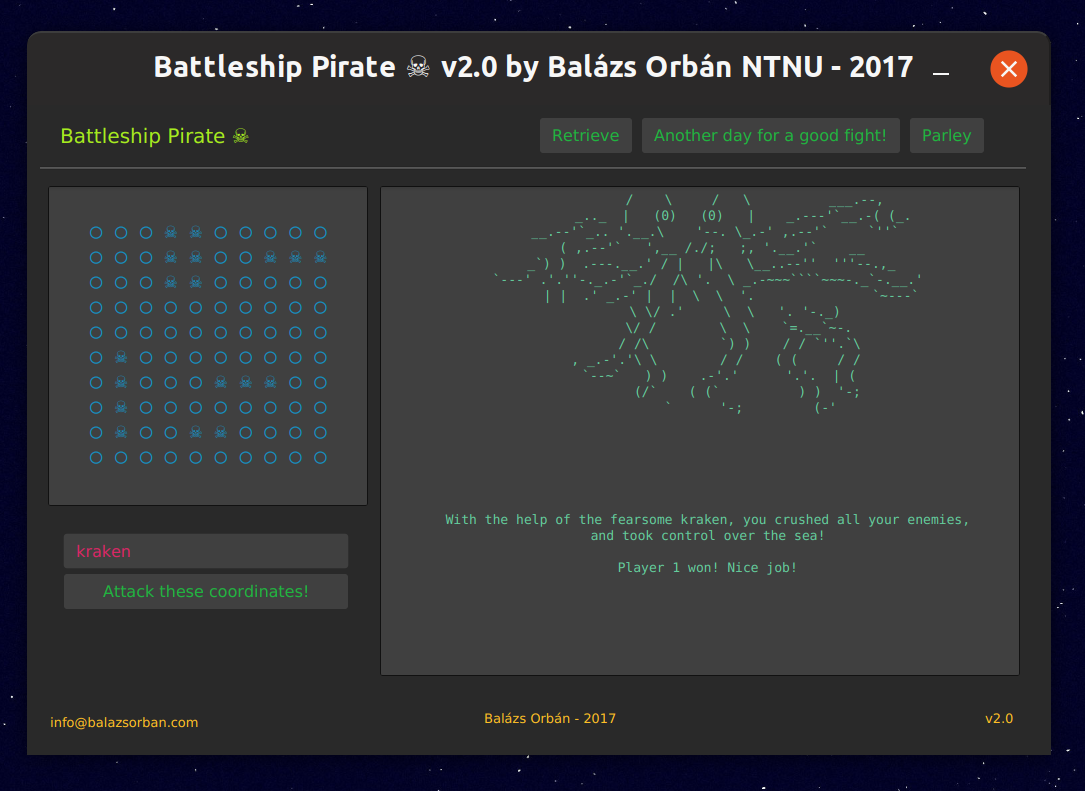 Battleship Pirate ☠ v2.0 by Balázs Orbán NTNU - 2017
Battleship Pirate ☠
Retrieve
Another day for a good fight!
Parley
○ ○ ○ ☠ ☠ ○ ○ ○ ○ ○
○ ○ ○ ☠ ☠ ○ ○ ☠ ☠ ☠
○ ○ ○ ☠ ☠ ○ ○ ○ ○ ○
○ ○ ○ ○ ○ ○ ○ ○ ○ ○
○ ○ ○ ○ ○ ○ ○ ○ ○ ○
○ ☠ ○ ○ ○ ○ ○ ○ ○ ○
○ ☠ ○ ○ ○ ☠ ☠ ☠ ○ ○
○ ☠ ○ ○ ○ ○ ○ ○ ○ ○
○ ☠ ○ ○ ☠ ☠ ○ ○ ○ ○
○ ○ ○ ○ ○ ○ ○ ○ ○ ○
kraken
Attack these coordinates!
With the help of the fearsome kraken, you crushed all your enemies,
and took control over the sea!
Player 1 won! Nice job!
info@balazsorban.com
Balázs Orbán - 2017
v2.0